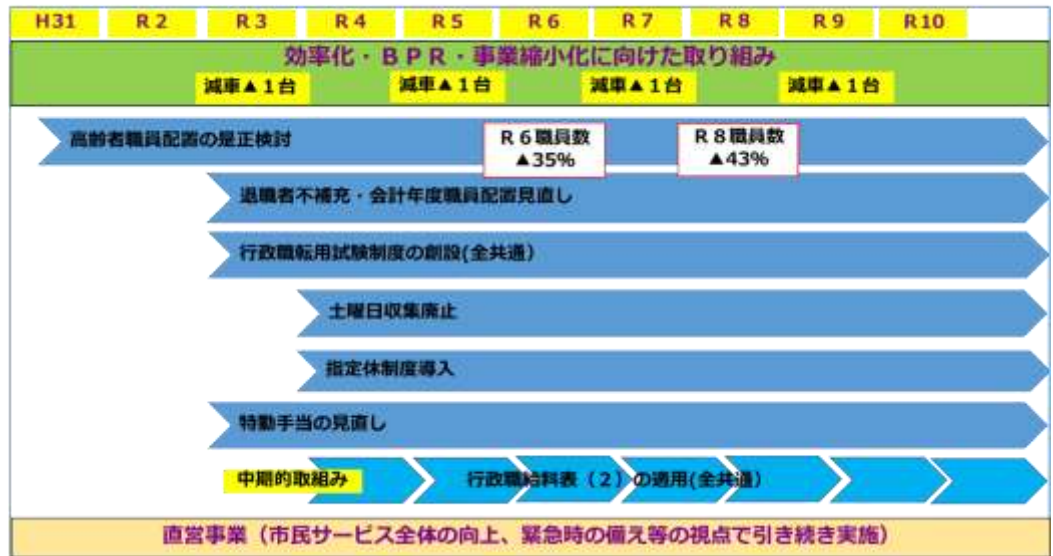 H31 R2 R3 R4 R5 R6 R7 R8 R9 R10
効率化・BPR・事業縮小化に向けた取り組み
減車▲1台 減車▲1台 減車▲1台 減車▲1台
高齢者職員配置の是正検討
R6職員数
▲35%
R8職員数
▲43%
退職者不補充・会計年度職員配置見直し
行政職転用試験制度の創設(全共通)
土曜日収集廃止
指定休制度導入
特勤手当の見直し
中期的取組み 行政職給料表(2)の適用(全共通)
直営事業(市民サービス全体の向上、緊急時の備え等の視点で引き続き実施)